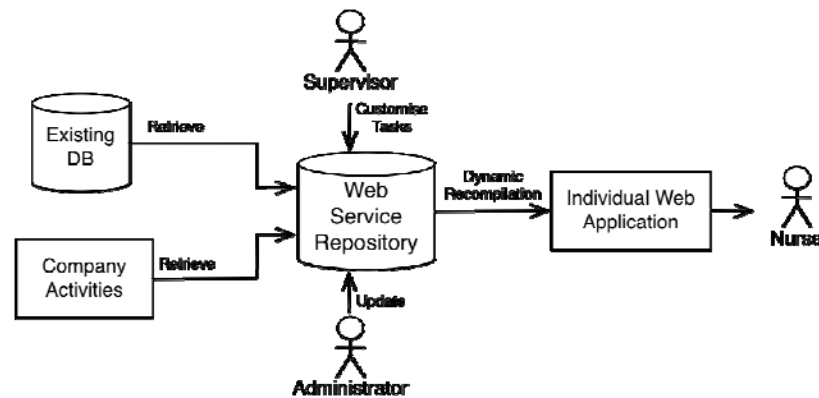 Supervisor
Customise
Tasks
Existing
DB
Retrieve
Web
Service
Repository
Dynamic
Recompilation
Individual Web
Application
Nurse
Company
Activities
Retrieve
Update
Administrator